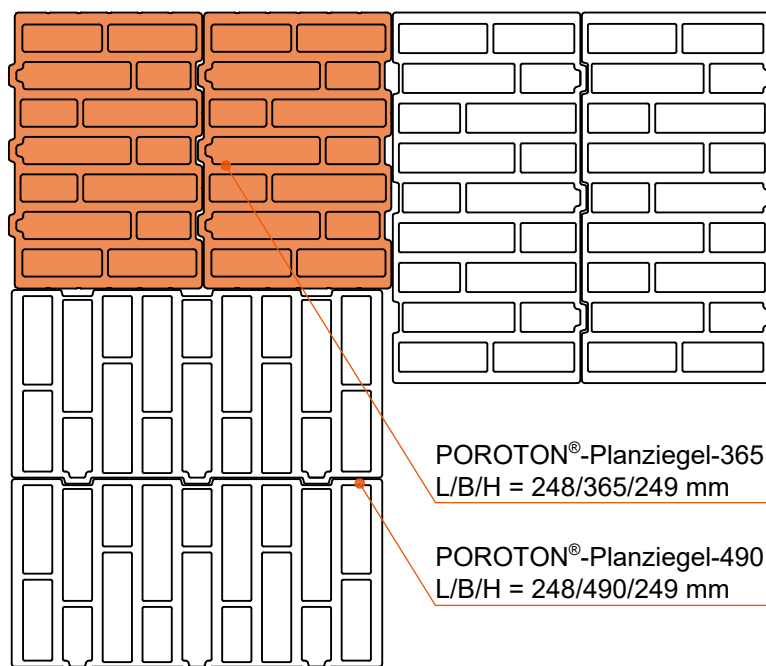 POROTON®-Planziegel-365
L/B/H = 248/365/249 mm
POROTON®-Planziegel-490
L/B/H = 248/490/249 mm